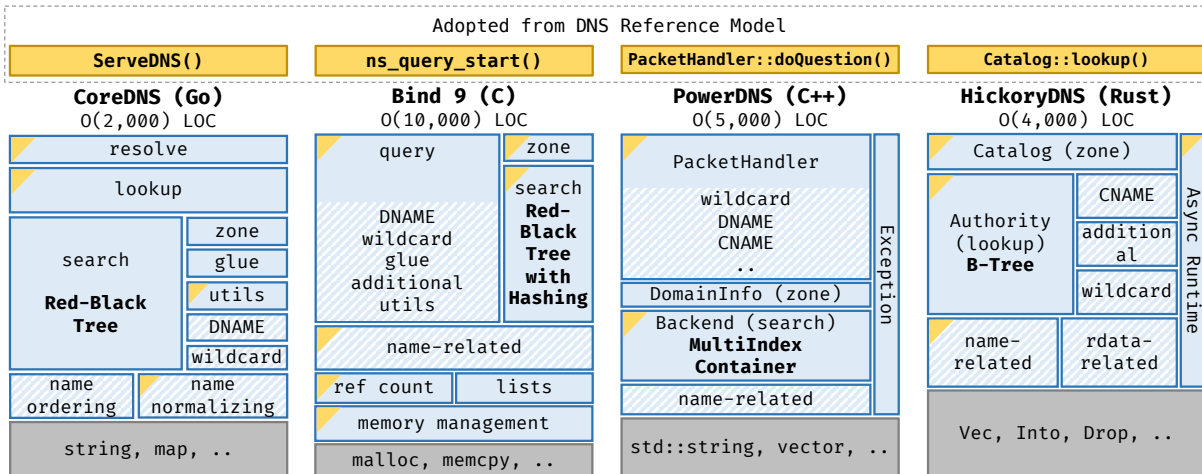 Adopted from DNS Reference Model
ServeDNS()
CoreDNS (Go)
O(2,000) LOC
resolve
lookup
search
Red-Black
Tree
zone
glue
utils
DNAME
wildcard
name
ordering
name
normalizing
string, map, ..
ns_query_start()
Bind 9 (C)
O(10,000) LOC
query
DNAME
wildcard
glue
additional
utils
zone
search
Red-
Black
Tree
with
Hashing
name-related
ref count
lists
memory management
malloc, memcpy, ..
PacketHandler::doQuestion()
PowerDNS (C++)
O(5,000) LOC
PacketHandler
wildcard
DNAME
CNAME
..
DomainInfo (zone)
Backend (search)
MultiIndex
Container
name-related
Exception
std::string, vector, ..
Catalog::lookup()
HickoryDNS (Rust)
O(4,000) LOC
Catalog (zone)
Authority
(lookup)
B-Tree
CNAME
addition
al
wildcard
name-
related
rdata-
related
Async Runtime
Vec, Into, Drop, ..